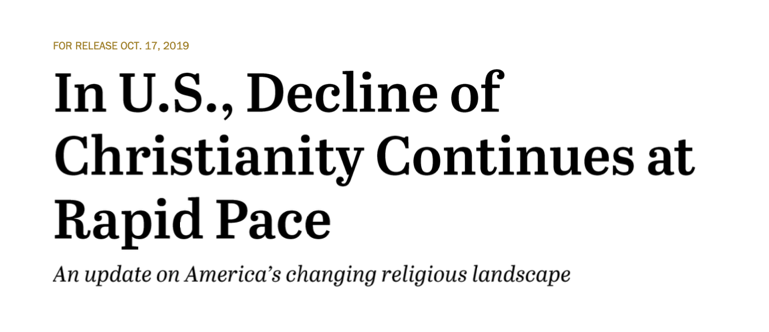 FOR RELEASE OCT. 17, 2019
In U.S., Decline of
Christianity Continues at
Rapid Pace
An update on America’s changing religious landscape